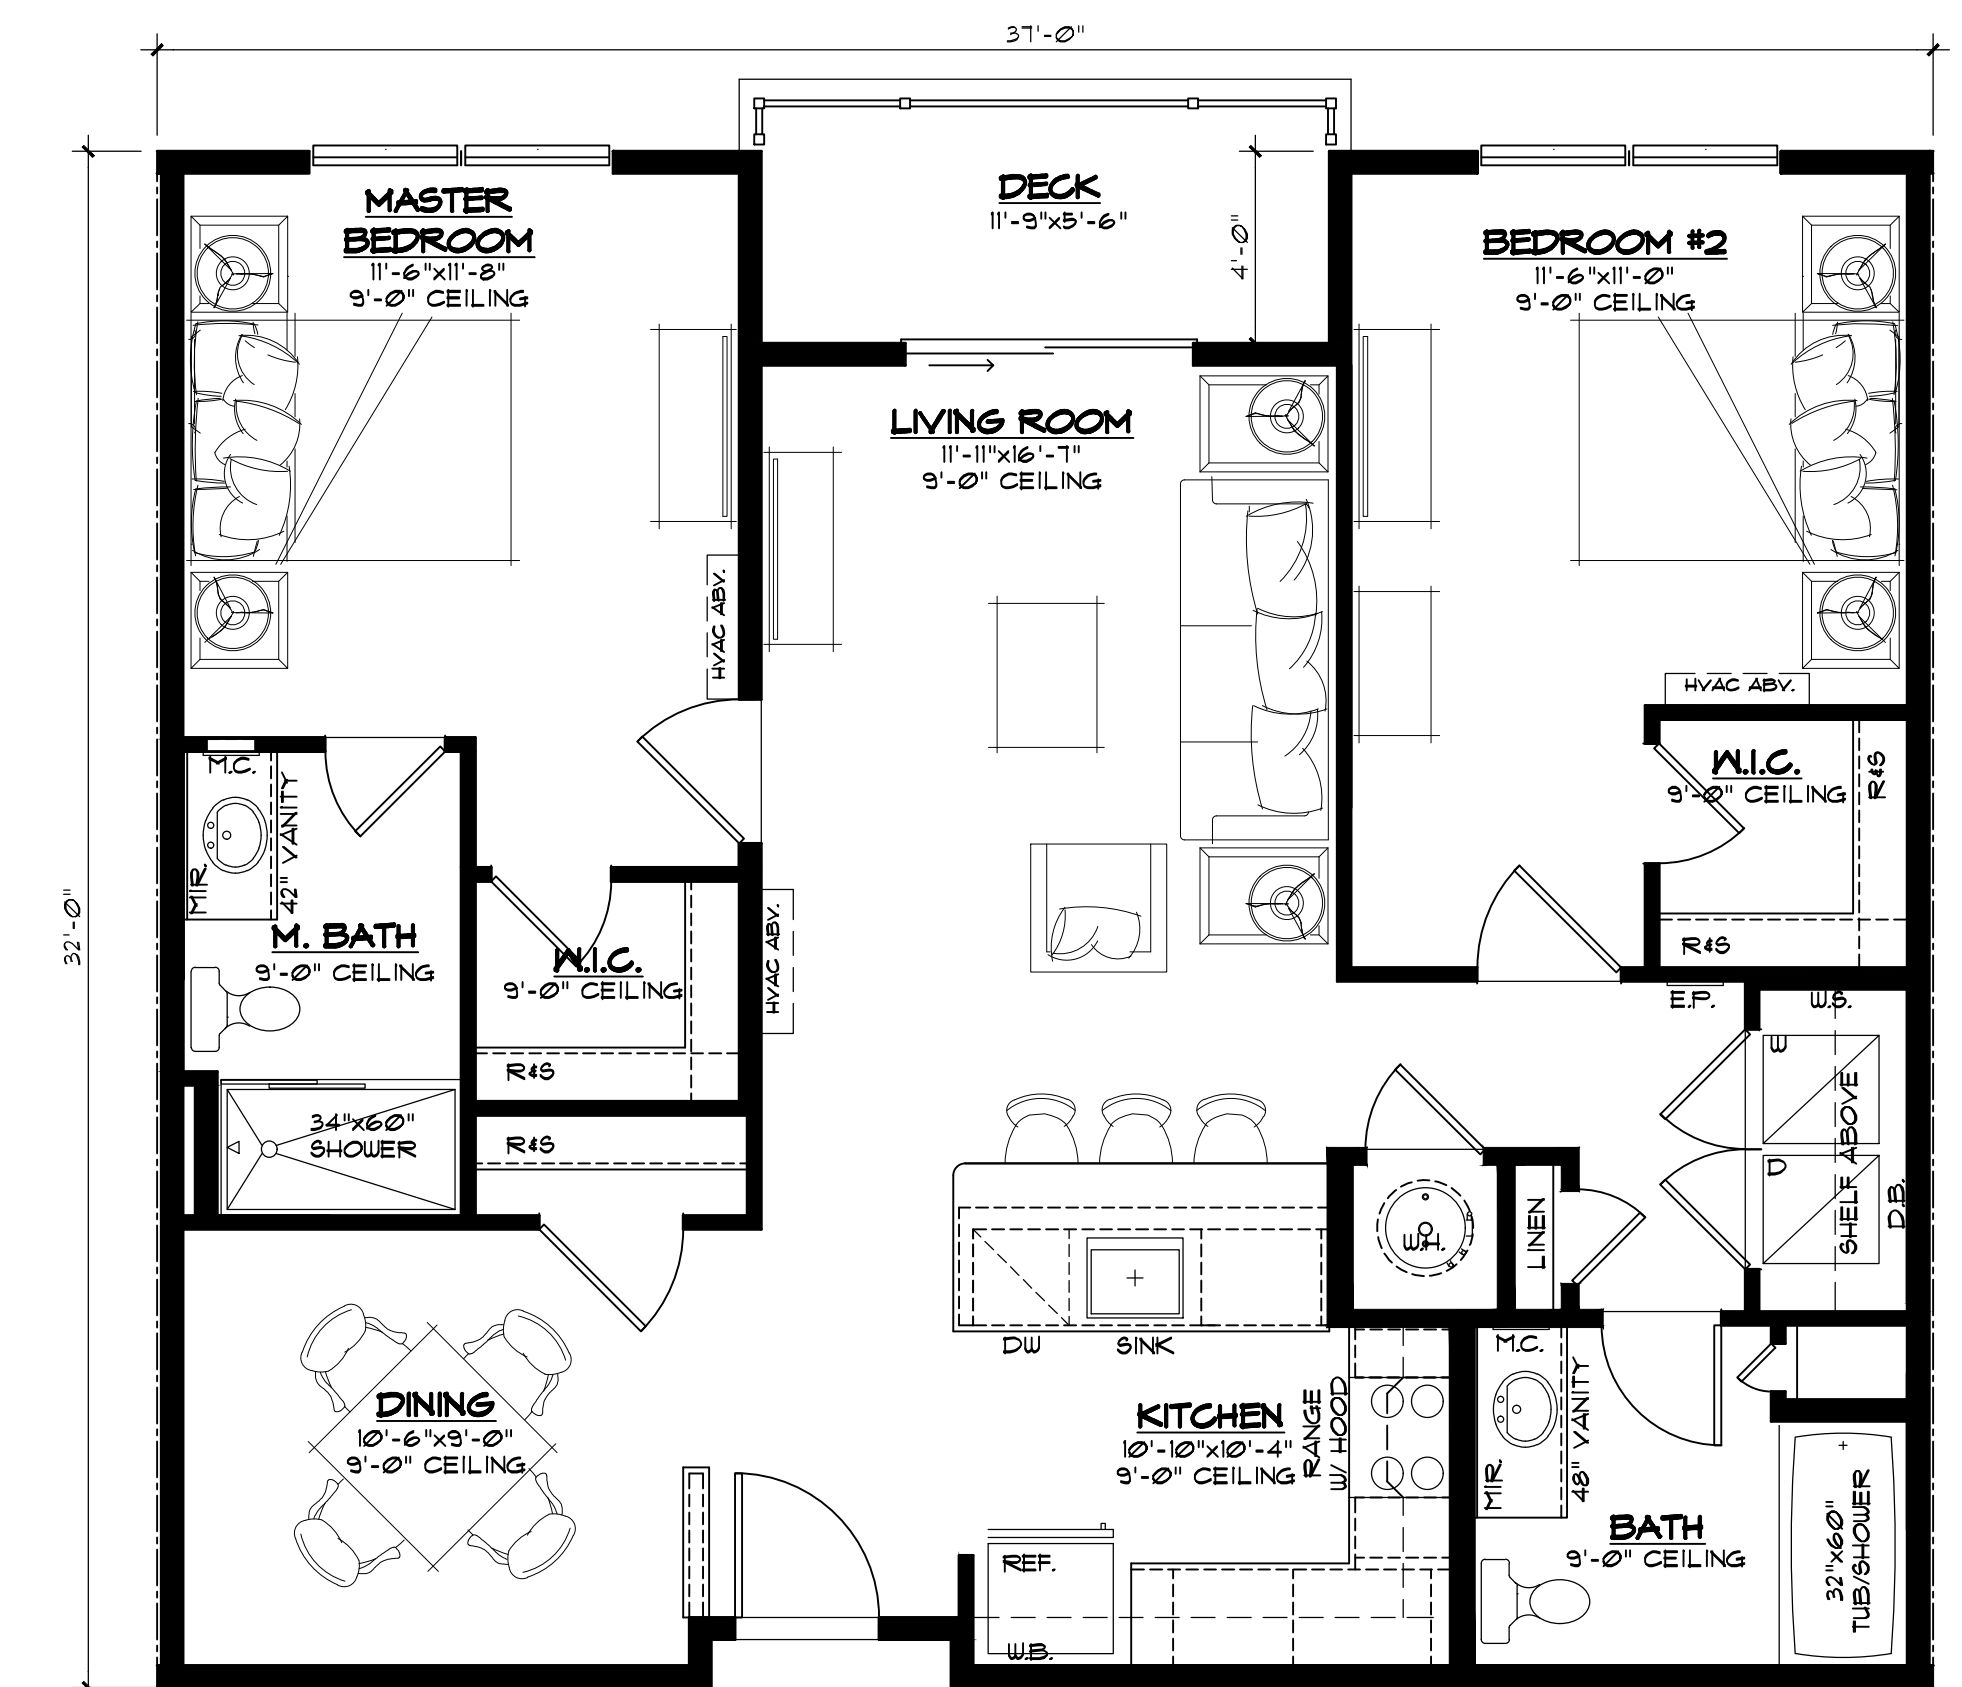 37'-0"
DECK
11'-9"x5'-6"
4'-0"
MASTER
BEDROOM
11'-6"x11'-8"
9'-0" CEILING
BEDROOM #2
11'-6"x11'-0"
9'-0" CEILING
LIVING ROOM
11'-11"x16'-7"
9'-0" CEILING
HVAC ABV.
HVAC ABV.
M.C.
42" VANITY
MIR.
W.I.C.
9'-0" CEILING
R&S
R&S
32'-0"
M. BATH
9'-0" CEILING
W.I.C.
9'-0" CEILING
HVAC ABV.
R&S
E.P.
W.S.
W
D
SHELF ABOVE
D.B.
34"x60"
SHOWER
R&S
W.H.
LINEN
DW
SINK
M.C.
48" VANITY
MIR.
DINING
10'-6"x9'-0"
9'-0" CEILING
KITCHEN
10'-10"x10'-4"
9'-0" CEILING
RANGE
W/ HOOD
BATH
9'-0" CEILING
32"x60"
TUB/SHOWER
REF.
W.B.